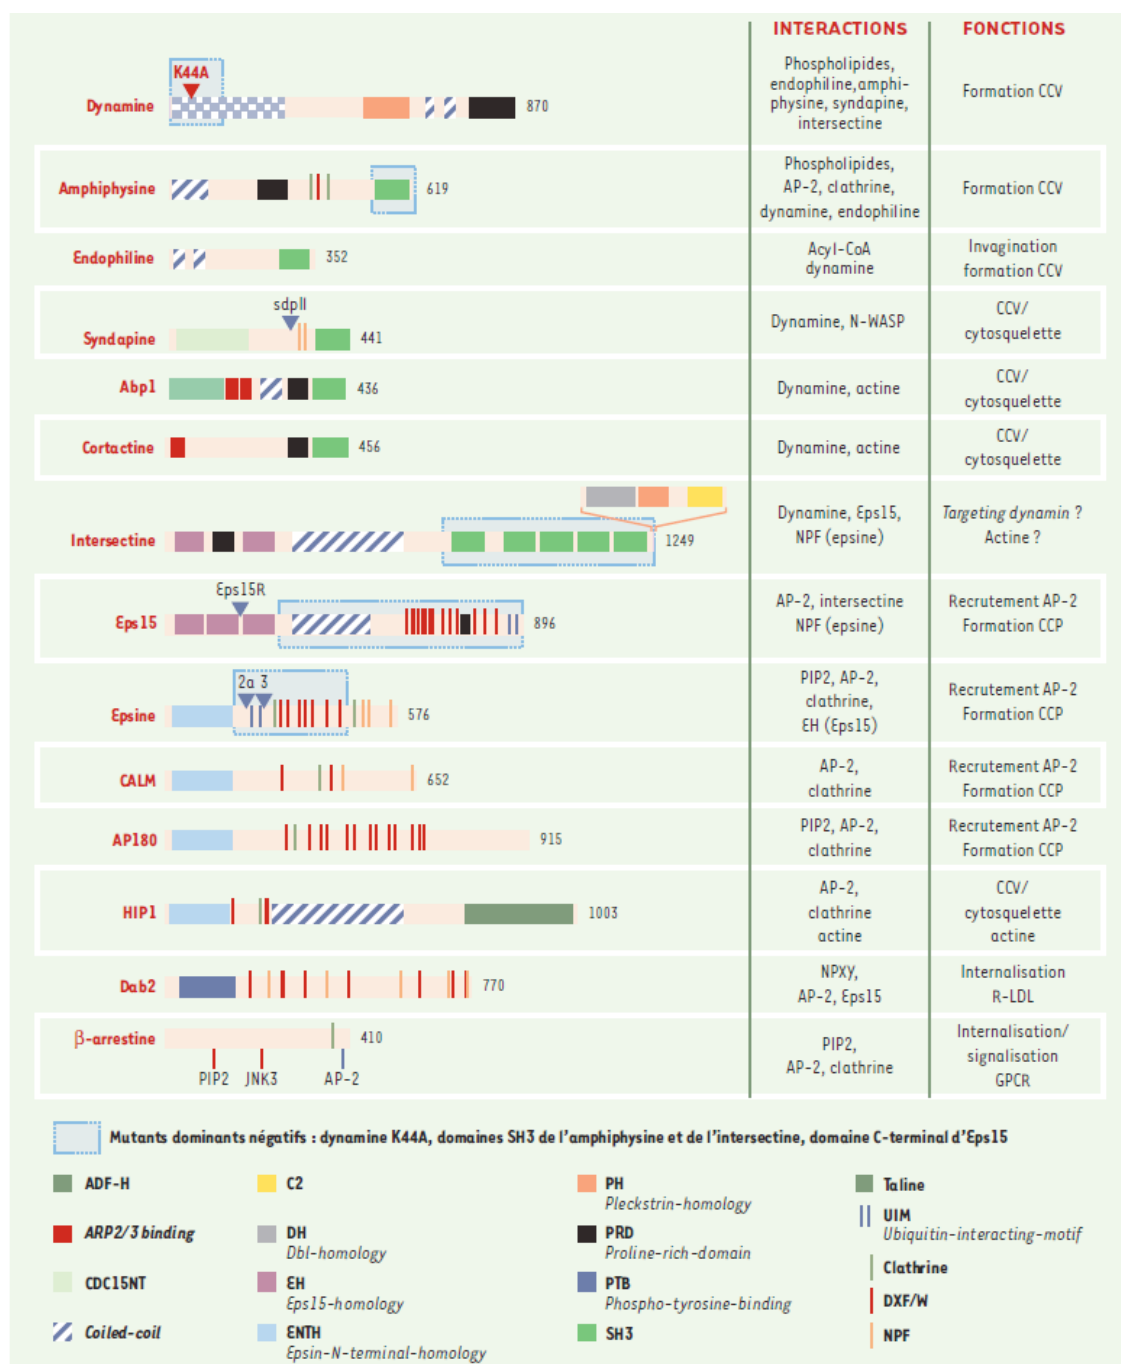 INTERACTIONS
FONCTIONS
K44A
Dynamine
870
Phospholipides,
endophiline, amphi-
physine, syndapine,
intersectine
Formation CCV
Amphiphysine
619
Phospholipides,
AP-2, clathrine,
dynamine, endophiline
Formation CCV
Endophiline
352
Acyl-CoA
dynamine
Invagination
formation CCV
sdpII
Syndapine
441
Dynamine, N-WASP
CCV/
cytosquelette
Abp1
436
Dynamine, actine
CCV/
cytosquelette
Cortactine
456
Dynamine, actine
CCV/
cytosquelette
Intersectine
1249
Dynamine, Eps15,
NPF (epsine)
Targeting dynamin ?
Actine ?
Eps15R
Eps15
896
AP-2, intersectine
NPF (epsine)
Recrutement AP-2
Formation CCP
2a 3
Epsine
576
PIP2, AP-2,
clathrine,
EH (Eps15)
Recrutement AP-2
Formation CCP
CALM
652
AP-2,
clathrine
Recrutement AP-2
Formation CCP
AP180
915
PIP2, AP-2,
clathrine
Recrutement AP-2
Formation CCP
HIP1
1003
AP-2,
clathrine
actine
CCV/
cytosquelette
actine
Dab2
770
NPXY,
AP-2, Eps15
Internalisation
R-LDL
β-arrestine
410
PIP2 JNK3 AP-2
PIP2,
AP-2, clathrine
Internalisation/
signalisation
GPCR
Mutants dominants négatifs : dynamine K44A, domaines SH3 de l'amphiphysine et de l'intersectine, domaine C-terminal d'Eps15
ADF-H
ARP2/3 binding
CDC15NT
Coiled-coil
C2
DH
Dbl-homology
EH
Eps15-homology
ENTH
Epsin-N-terminal-homology
PH
Pleckstrin-homology
PRD
Proline-rich-domain
PTB
Phospho-tyrosine-binding
SH3
Taline
UIM
Ubiquitin-interacting-motif
Clathrine
DXF/W
NPF